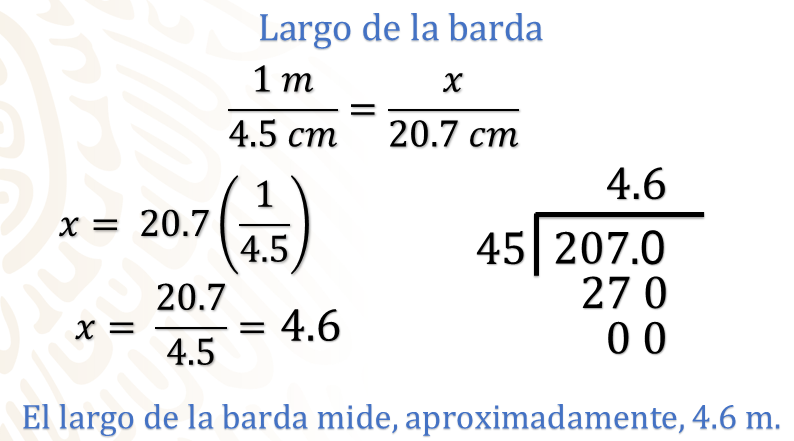 Largo de la barda
1 m / 4.5 cm = x / 20.7 cm
x = 20.7 (1 / 4.5)
x = 20.7 / 4.5 = 4.6
4.6
45 207.0
27 0
0 0
El largo de la barda mide, aproximadamente, 4.6 m.